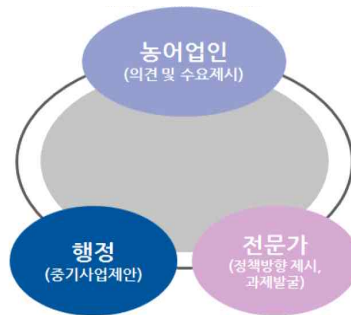 농어업인
(의견 및 수요제시)
행정
(중기사업제안)
전문가
(정책방향 제시,
과제발굴)